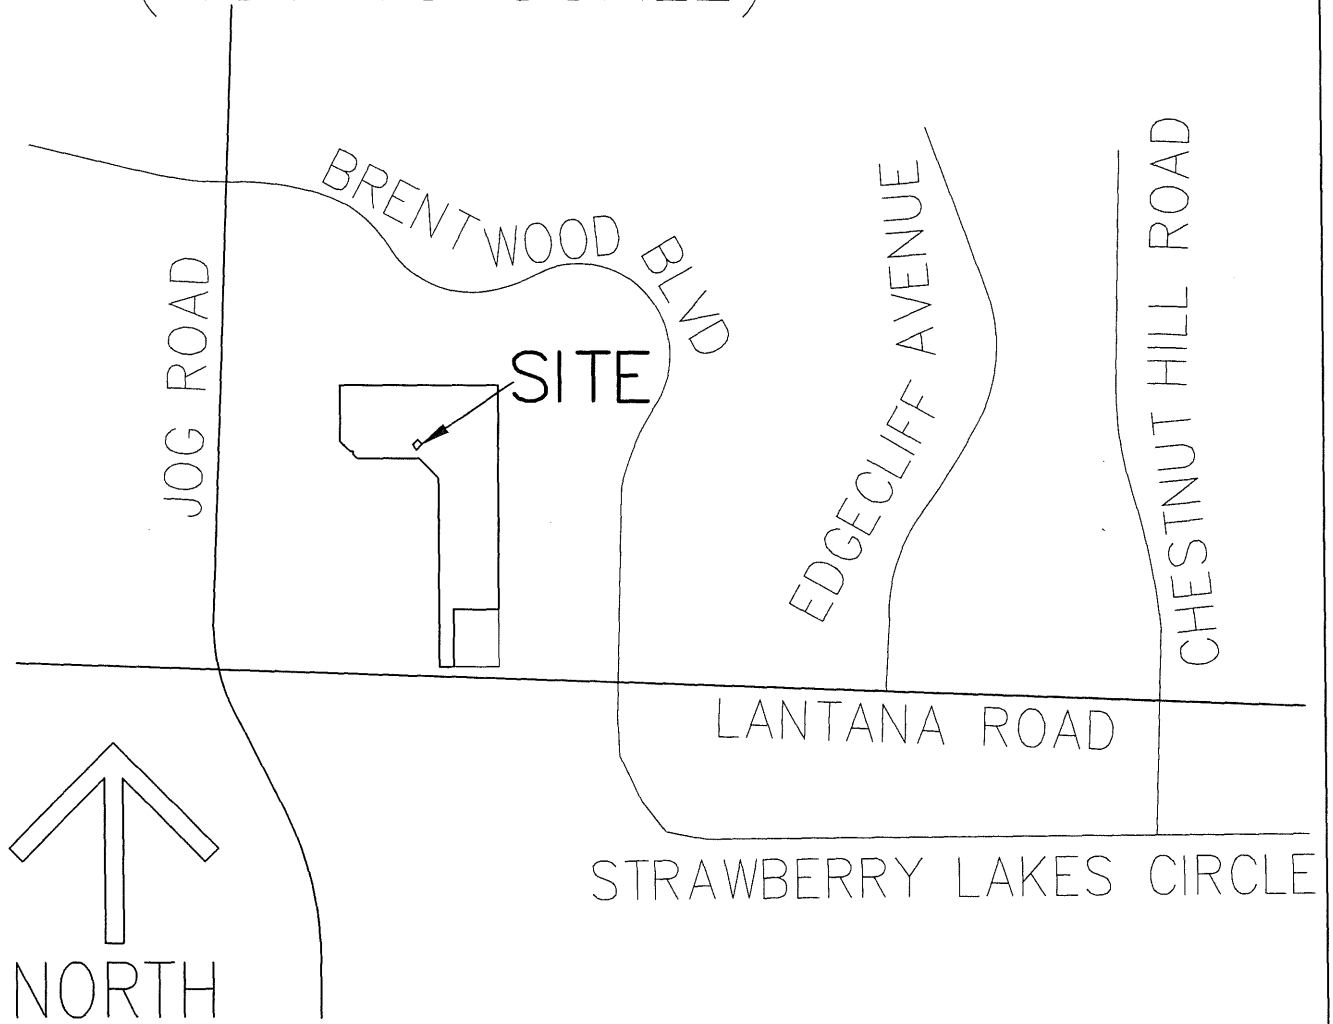 BRENTWOOD BLVD
EDGECLIFF AVENUE
CHESTNUT HILL ROAD
JOG ROAD
SITE
LANTANA ROAD
STRAWBERRY LAKES CIRCLE
NORTH